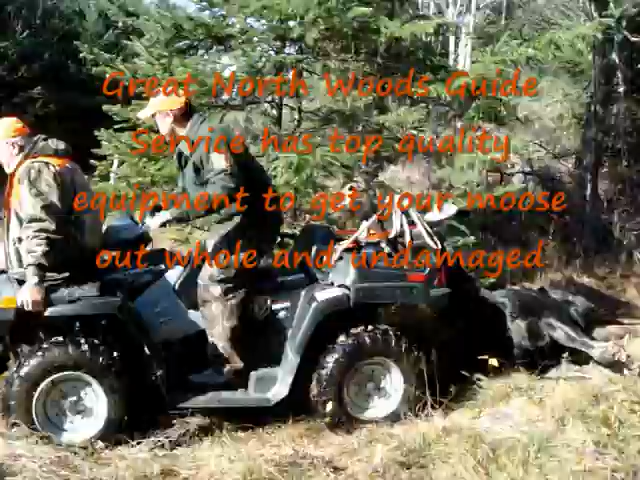 Great North Woods Guide
Service has top quality
equipment to get your moose
out whole and undamaged